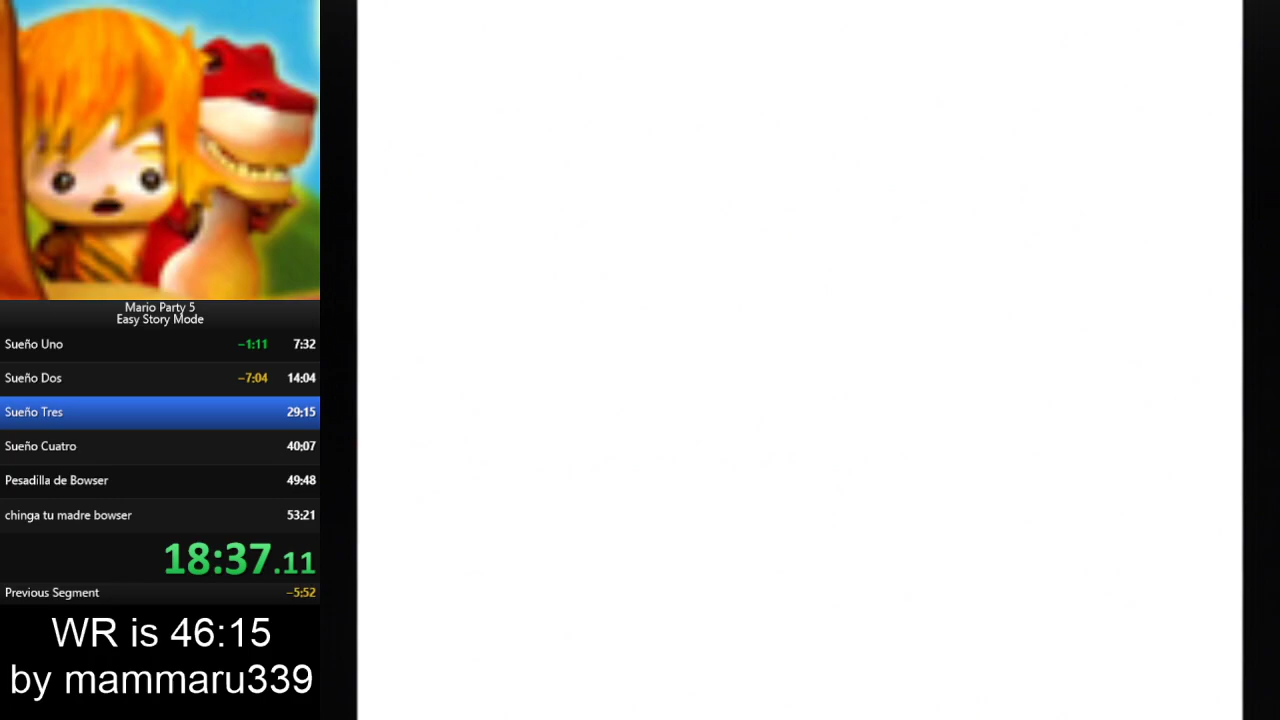 Mario Party 5
Easy Story Mode
Sueño Uno −1:11 7:32
Sueño Dos −7:04 14:04
Sueño Tres 29:15
Sueño Cuatro 40:07
Pesadilla de Bowser 49:48
chinga tu madre bowser 53:21
18:37.11
Previous Segment −5:52
WR is 46:15
by mammaru339